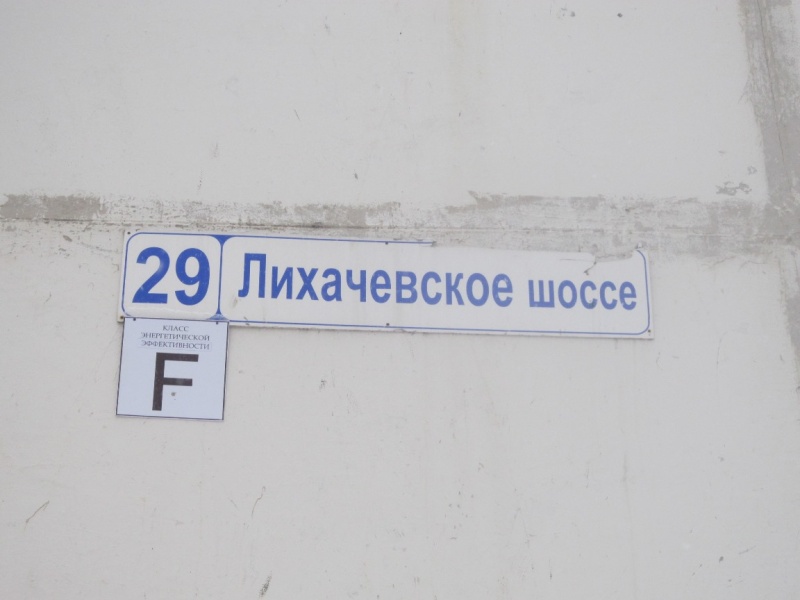 29 Лихачевское шоссе
КЛАСС
ЭНЕРГЕТИЧЕСКОЙ
ЭФФЕКТИВНОСТИ
F